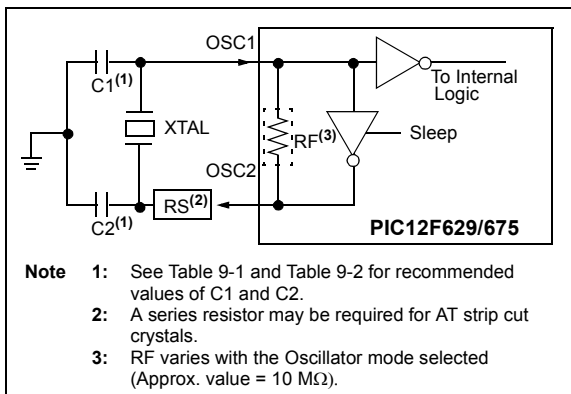 OSC1
C1(1)
To Internal
Logic
XTAL
RF(3)
Sleep
OSC2
RS(2)
C2(1)
PIC12F629/675
Note 1: See Table 9-1 and Table 9-2 for recommended
values of C1 and C2.
2: A series resistor may be required for AT strip cut
crystals.
3: RF varies with the Oscillator mode selected
(Approx. value = 10 MΩ).